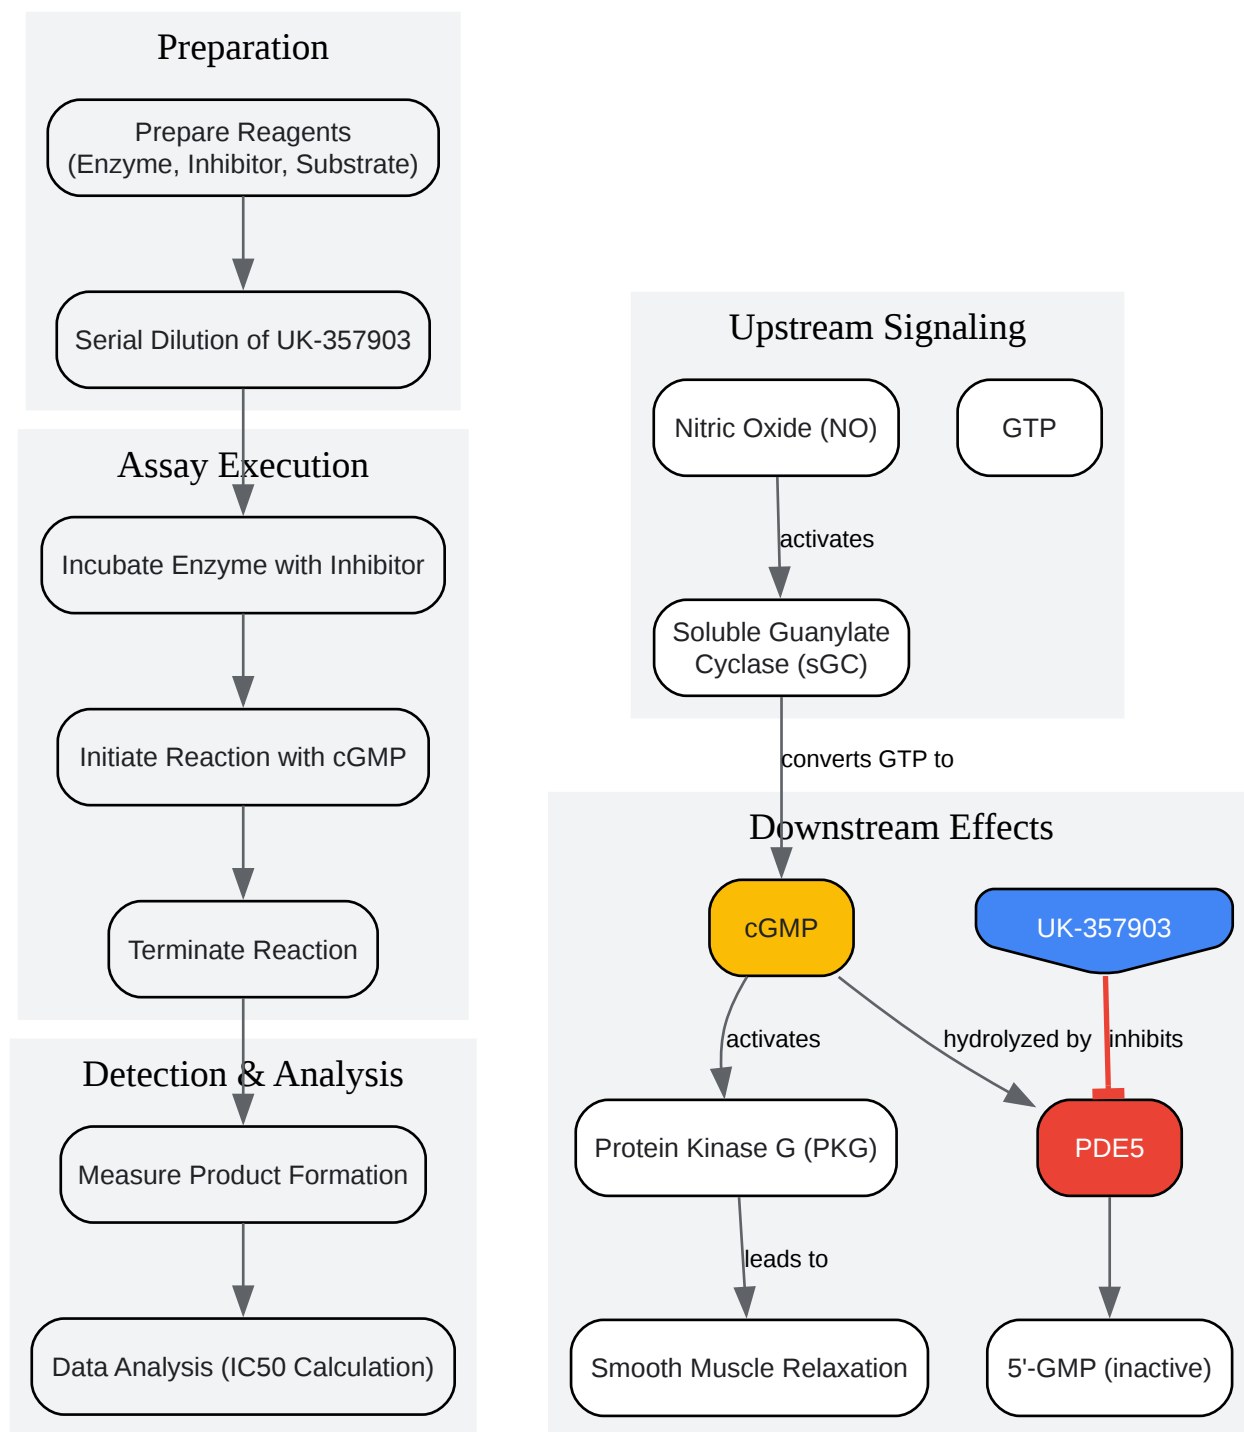 Preparation
Prepare Reagents
(Enzyme, Inhibitor, Substrate)
Serial Dilution of UK-357903
Assay Execution
Incubate Enzyme with Inhibitor
Initiate Reaction with cGMP
Terminate Reaction
Detection & Analysis
Measure Product Formation
Data Analysis (IC50 Calculation)
Upstream Signaling
Nitric Oxide (NO)
GTP
activates
Soluble Guanylate
Cyclase (sGC)
converts GTP to
Downstream Effects
cGMP
UK-357903
activates
hydrolyzed by
inhibits
Protein Kinase G (PKG)
PDE5
leads to
Smooth Muscle Relaxation
5'-GMP (inactive)